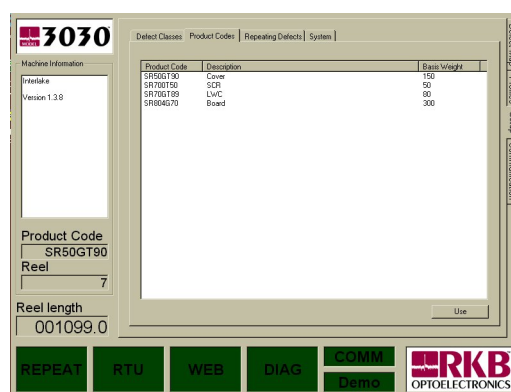 MODEL 3030
Defect Classes Product Codes Repeating Defects System
Machine Information
Interlake
Version 1.3.8
Product Code Description Basis Weight
SR50GT90 Cover 150
SR700T50 SCR 50
SR70GT89 LWC 80
SR804G70 Board 300
Product Code
SR50GT90
Reel
7
Reel length
001099.0
Use
REPEAT RTU WEB DIAG COMM
Demo
RKB
OPTOELECTRONICS